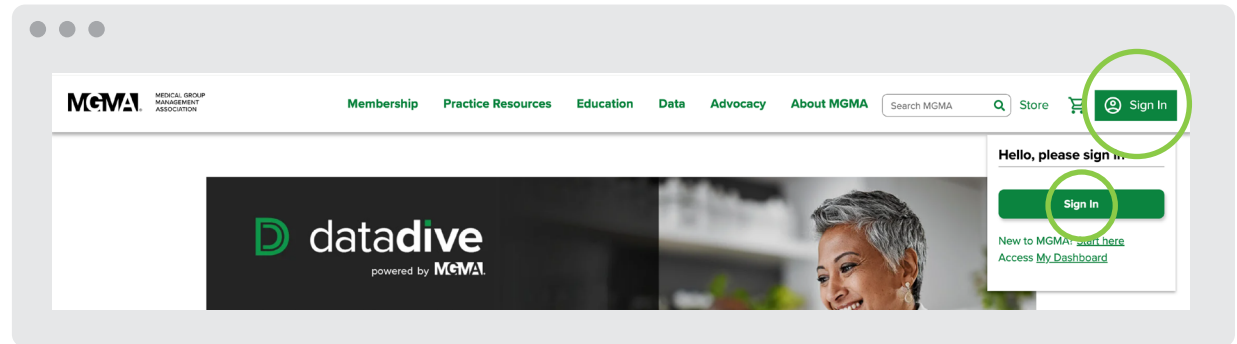 MGMA.
MEDICAL GROUP
MANAGEMENT
ASSOCIATION
Membership
Practice Resources
Education
Data
Advocacy
About MGMA
Search MGMA
Store
Sign In
Hello, please sign in
Sign In
New to MGMA? Start here
Access My Dashboard
datadive
powered by MGMA.